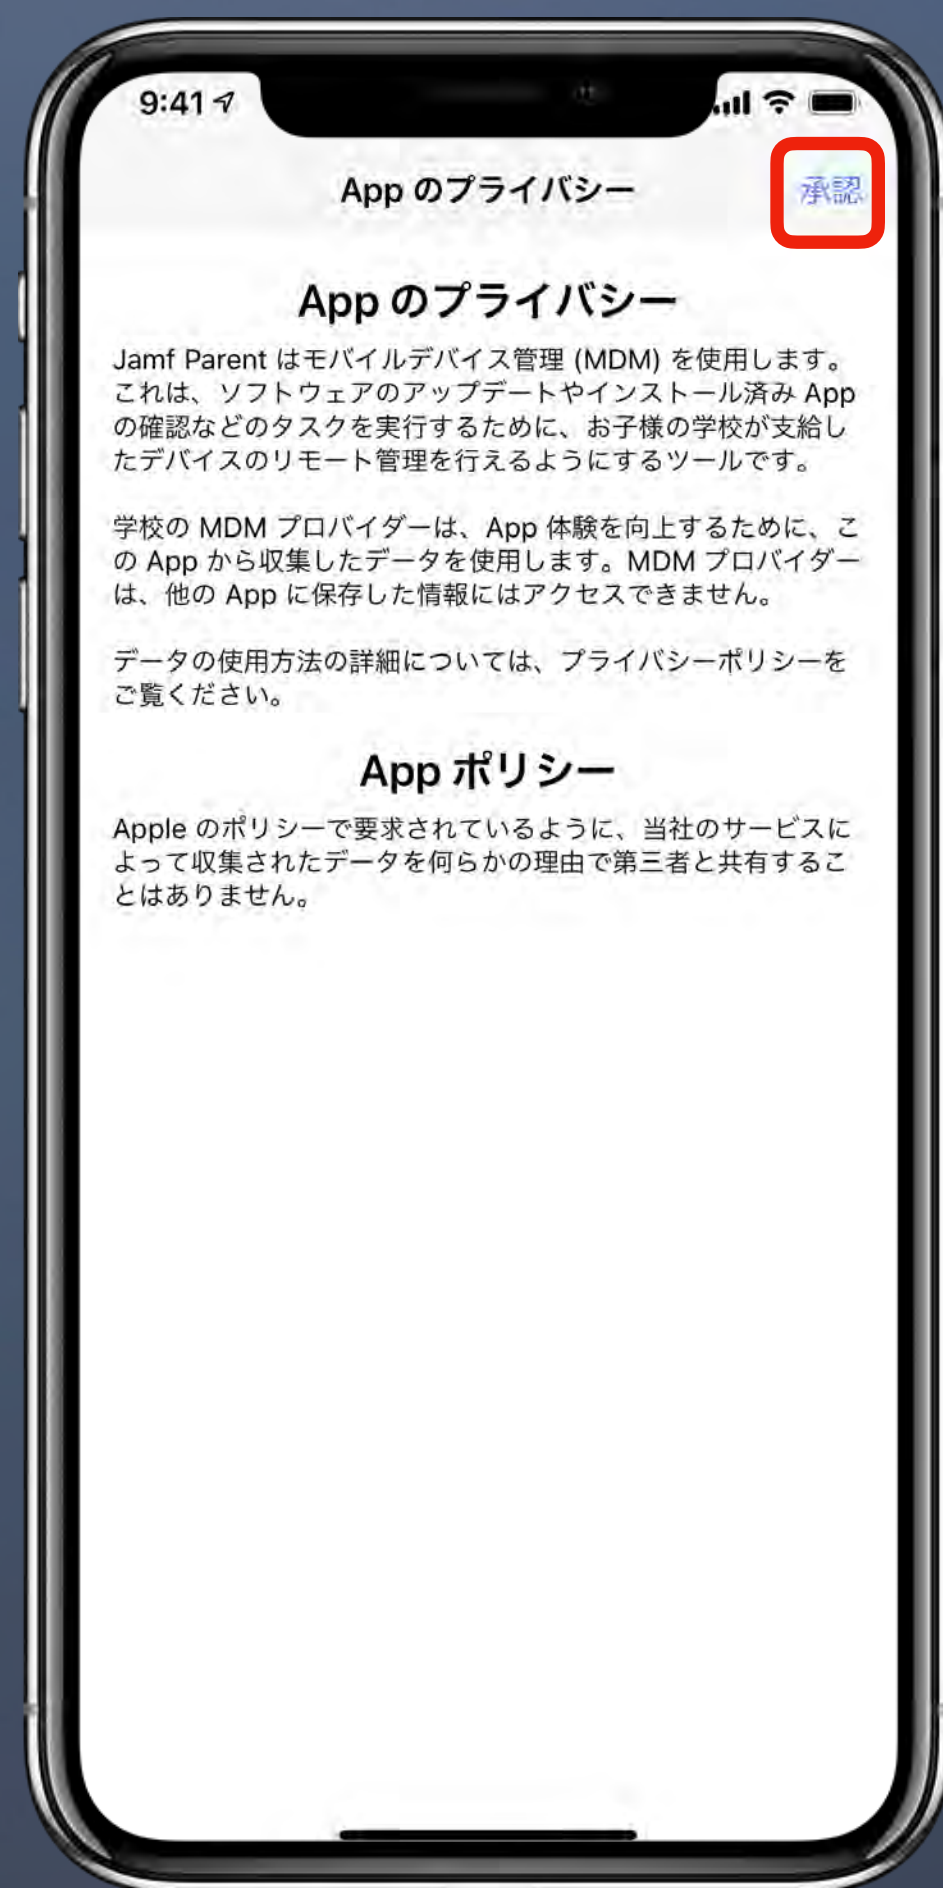 9:41
App のプライバシー
承認
App のプライバシー
Jamf Parent はモバイルデバイス管理 (MDM) を使用します。
これは、ソフトウェアのアップデートやインストール済み App
の確認などのタスクを実行するために、お子様の学校が支給し
たデバイスのリモート管理を行えるようにするツールです。
学校の MDM プロバイダーは、App 体験を向上するために、こ
の App から収集したデータを使用します。MDM プロバイダー
は、他の App に保存した情報にはアクセスできません。
データの使用方法の詳細については、プライバシーポリシーを
ご覧ください。
App ポリシー
Apple のポリシーで要求されているように、当社のサービスに
よって収集されたデータを何らかの理由で第三者と共有するこ
とはありません。